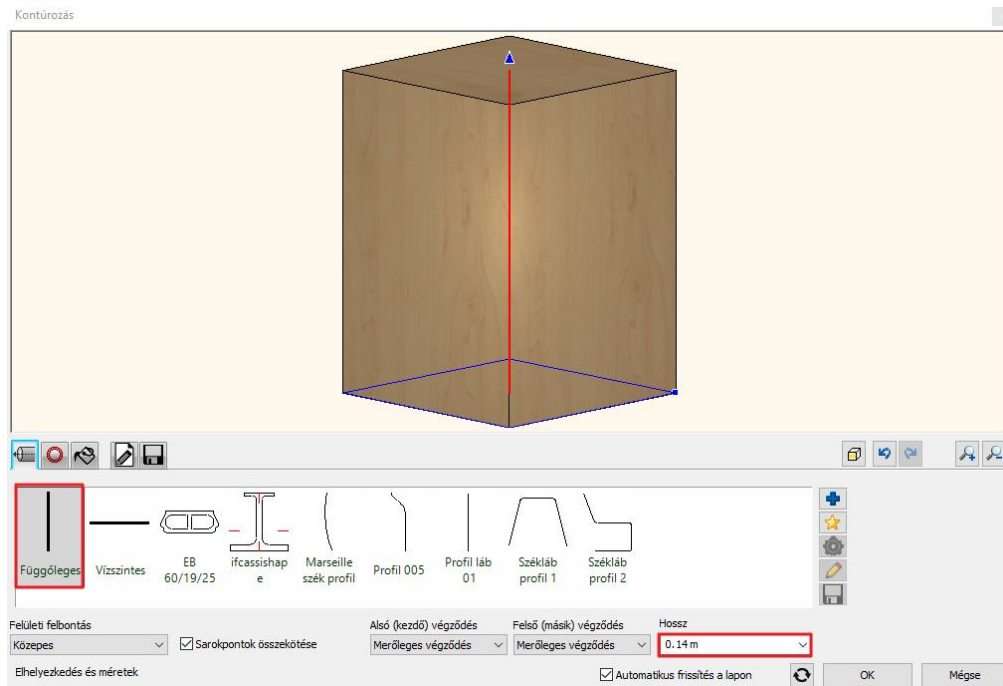 Kontúrozás
Függőleges
Vízszintes
EB
60/19/25
ifcassishap
e
Marseille
szék profil
Profil 005
Profil láb
01
Székláb
profil 1
Székláb
profil 2
Felületi felbontás
Alsó (kezdő) végződés
Felső (másik) végződés
Hossz
Közepes
Sarokpontok összekötése
Merőleges végződés
Merőleges végződés
0.14 m
Elhelyezkedés és méretek
Automatikus frissítés a lapon
OK
Mégse